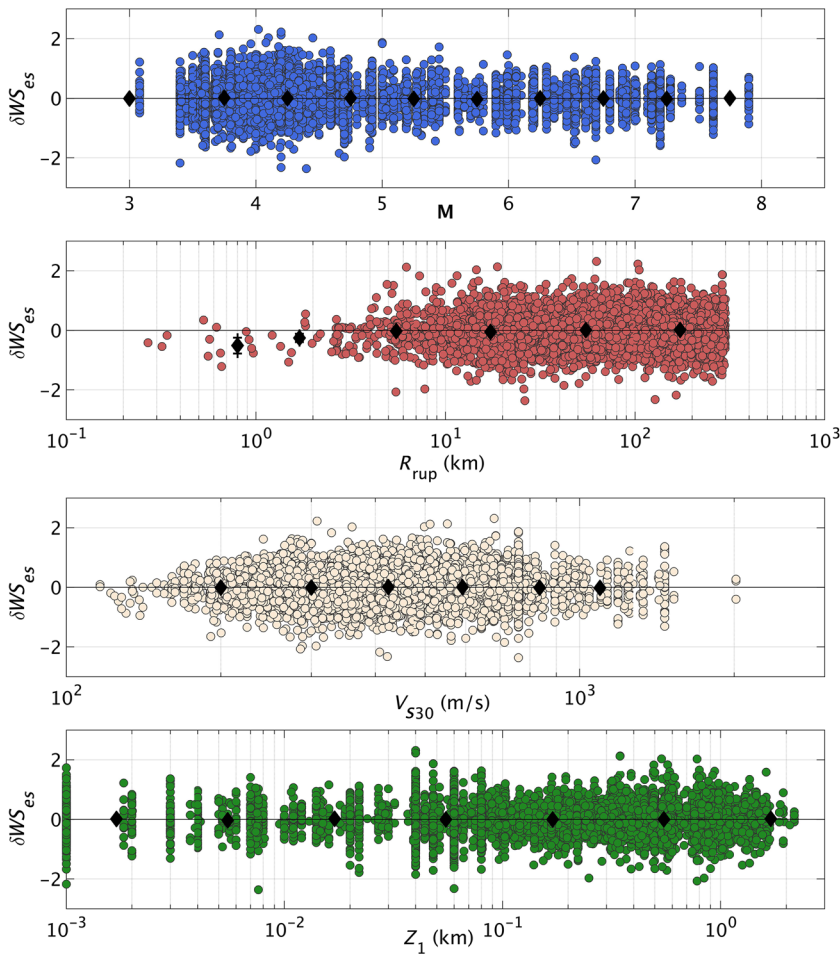 2
0
−2
δWS_es
3 4 5 6 7 8
M
2
0
−2
δWS_es
10^−1 10^0 10^1 10^2 10^3
R_rup (km)
2
0
−2
δWS_es
10^2 10^3
V_S30 (m/s)
2
0
−2
δWS_es
10^−3 10^−2 10^−1 10^0
Z_1 (km)